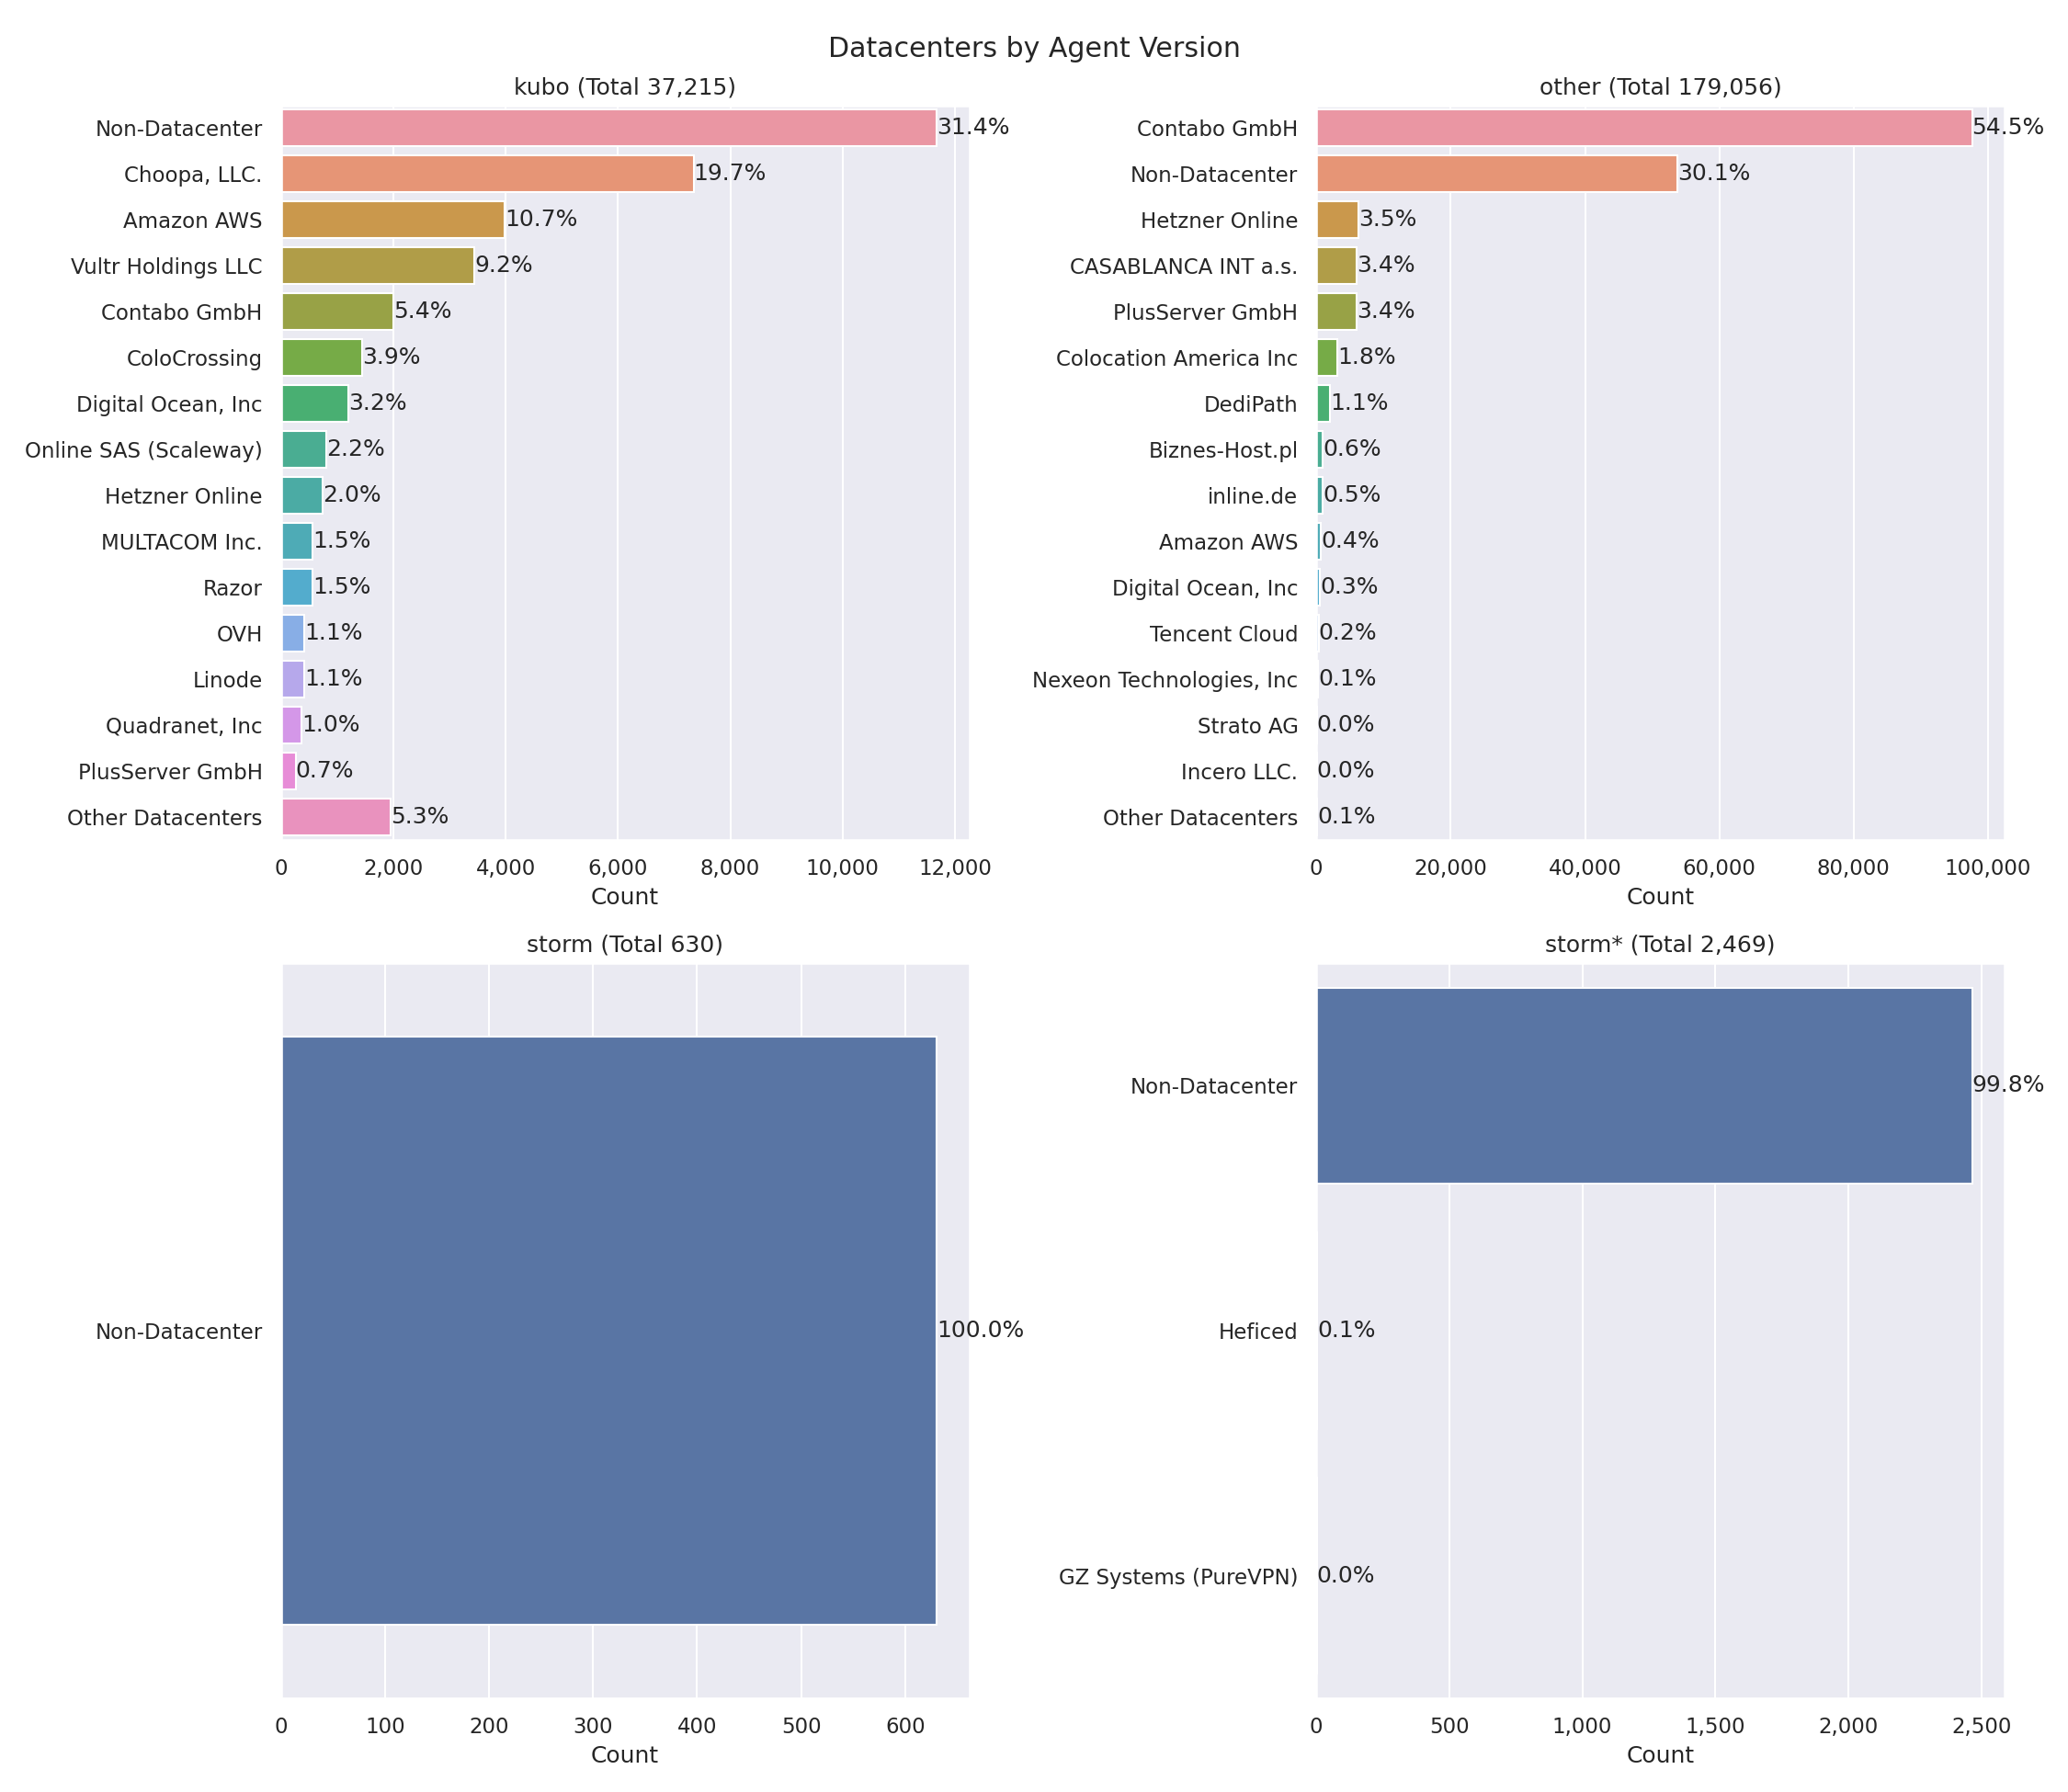 Datacenters by Agent Version
kubo (Total 37,215)
Non-Datacenter 31.4%
Choopa, LLC. 19.7%
Amazon AWS 10.7%
Vultr Holdings LLC 9.2%
Contabo GmbH 5.4%
ColoCrossing 3.9%
Digital Ocean, Inc 3.2%
Online SAS (Scaleway) 2.2%
Hetzner Online 2.0%
MULTACOM Inc. 1.5%
Razor 1.5%
OVH 1.1%
Linode 1.1%
Quadranet, Inc 1.0%
PlusServer GmbH 0.7%
Other Datacenters 5.3%
0 2,000 4,000 6,000 8,000 10,000 12,000
Count
other (Total 179,056)
Contabo GmbH 54.5%
Non-Datacenter 30.1%
Hetzner Online 3.5%
CASABLANCA INT a.s. 3.4%
PlusServer GmbH 3.4%
Colocation America Inc 1.8%
DediPath 1.1%
Biznes-Host.pl 0.6%
inline.de 0.5%
Amazon AWS 0.4%
Digital Ocean, Inc 0.3%
Tencent Cloud 0.2%
Nexeon Technologies, Inc 0.1%
Strato AG 0.0%
Incero LLC. 0.0%
Other Datacenters 0.1%
0 20,000 40,000 60,000 80,000 100,000
Count
storm (Total 630)
Non-Datacenter 100.0%
0 100 200 300 400 500 600
Count
storm* (Total 2,469)
Non-Datacenter 99.8%
Heficed 0.1%
GZ Systems (PureVPN) 0.0%
0 500 1,000 1,500 2,000 2,500
Count